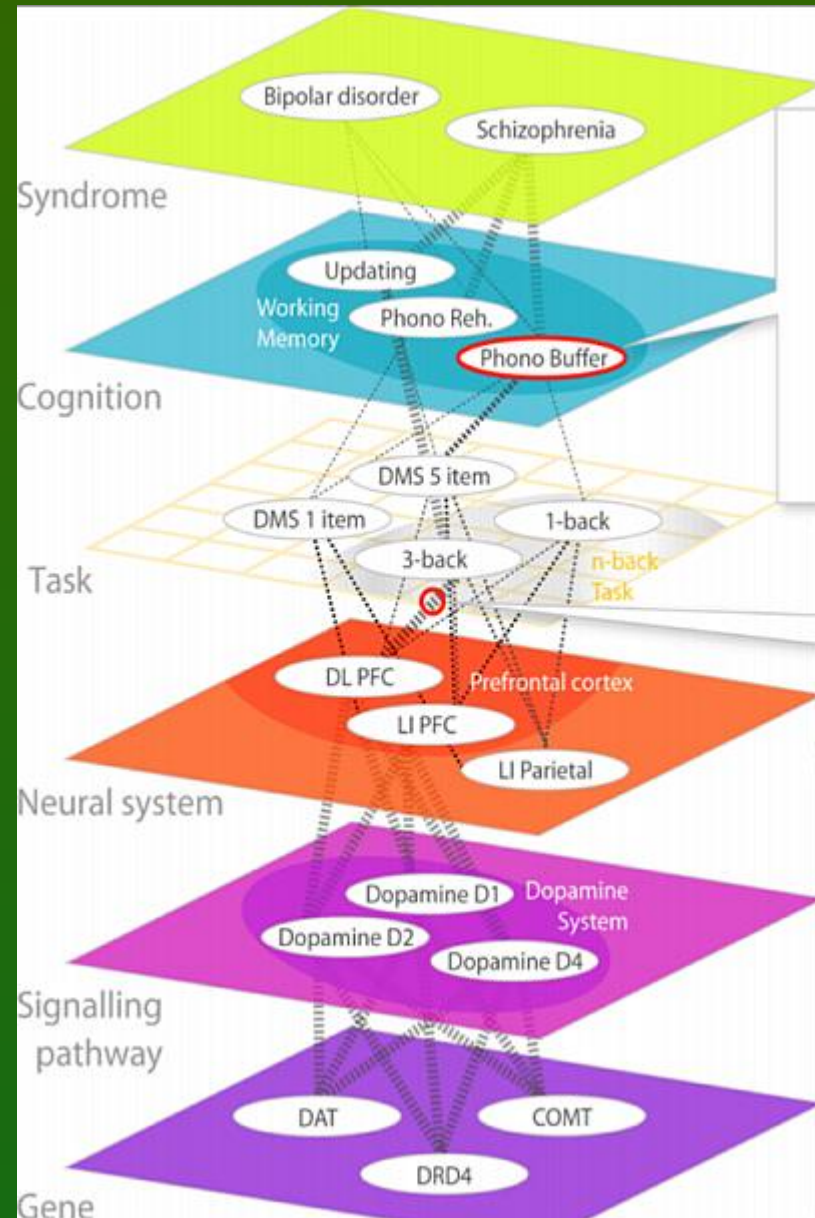 Bipolar disorder
Schizophrenia
Syndrome
Updating
Working
Memory
Phono Reh.
Phono Buffer
Cognition
DMS 5 item
DMS 1 item
1-back
3-back
n-back
Task
Task
DL PFC
Prefrontal cortex
LI PFC
LI Parietal
Neural system
Dopamine D1
Dopamine
System
Dopamine D2
Dopamine D4
Signalling
pathway
DAT
COMT
DRD4
Gene